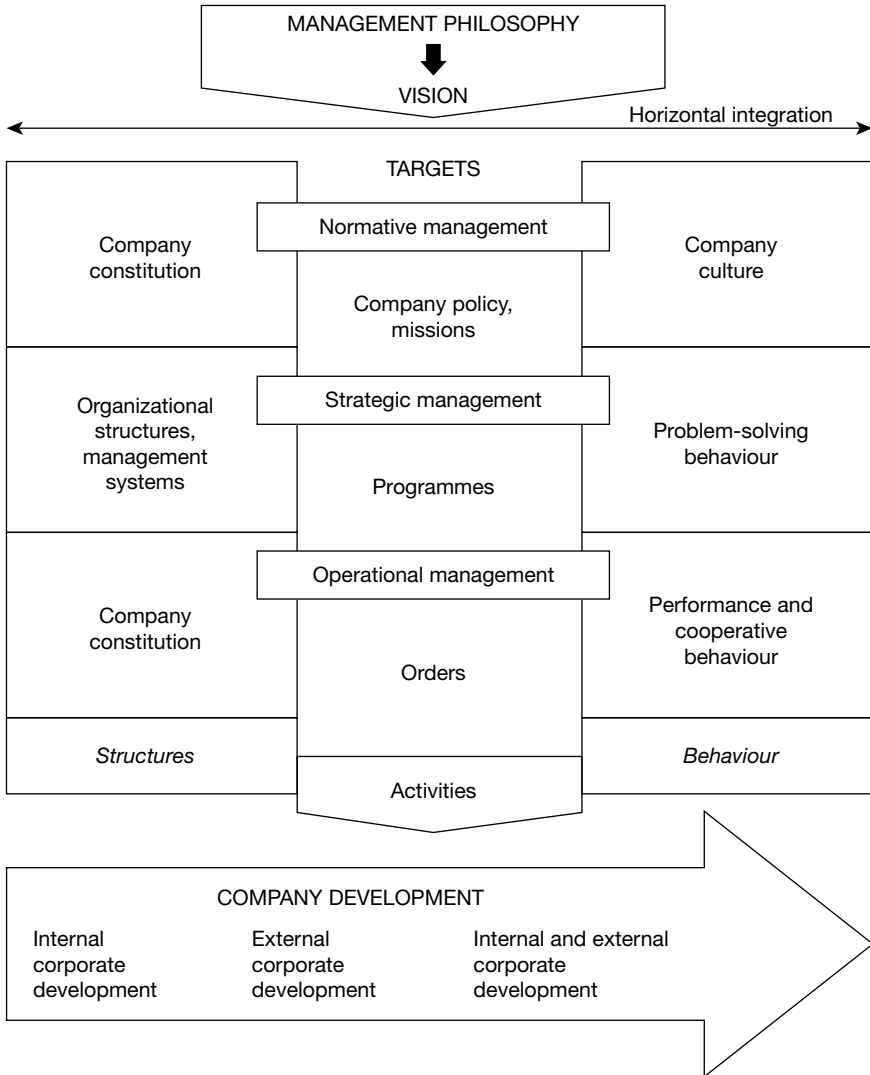 MANAGEMENT PHILOSOPHY
VISION
Horizontal integration
TARGETS
Normative management
Company
constitution
Company
culture
Company policy,
missions
Strategic management
Organizational
structures,
management
systems
Problem-solving
behaviour
Programmes
Operational management
Company
constitution
Performance and
cooperative
behaviour
Orders
Structures
Behaviour
Activities
COMPANY DEVELOPMENT
Internal
corporate
development
External
corporate
development
Internal and external
corporate
development